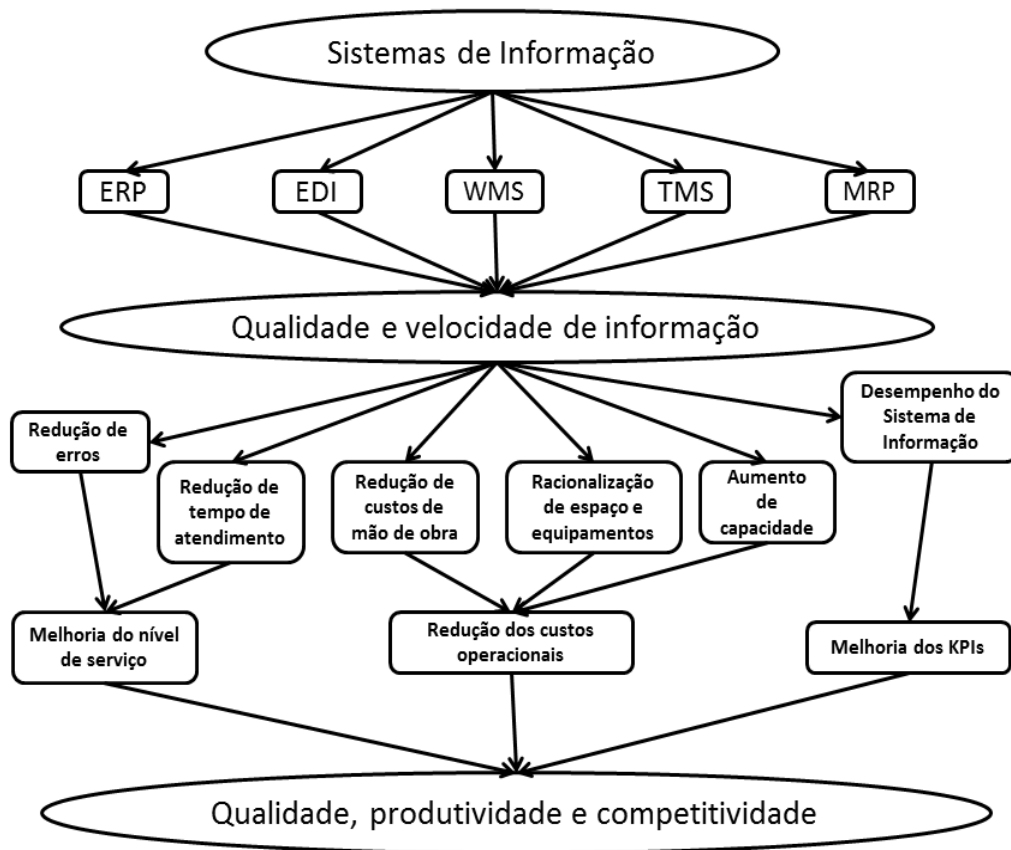 Sistemas de Informação
ERP
EDI
WMS
TMS
MRP
Qualidade e velocidade de informação
Redução de
erros
Redução de
tempo de
atendimento
Redução de
custos de
mão de obra
Racionalização
de espaço e
equipamentos
Aumento
de
capacidade
Desempenho do
Sistema de
Informação
Melhoria do nível
de serviço
Redução dos custos
operacionais
Melhoria dos KPIs
Qualidade, produtividade e competitividade